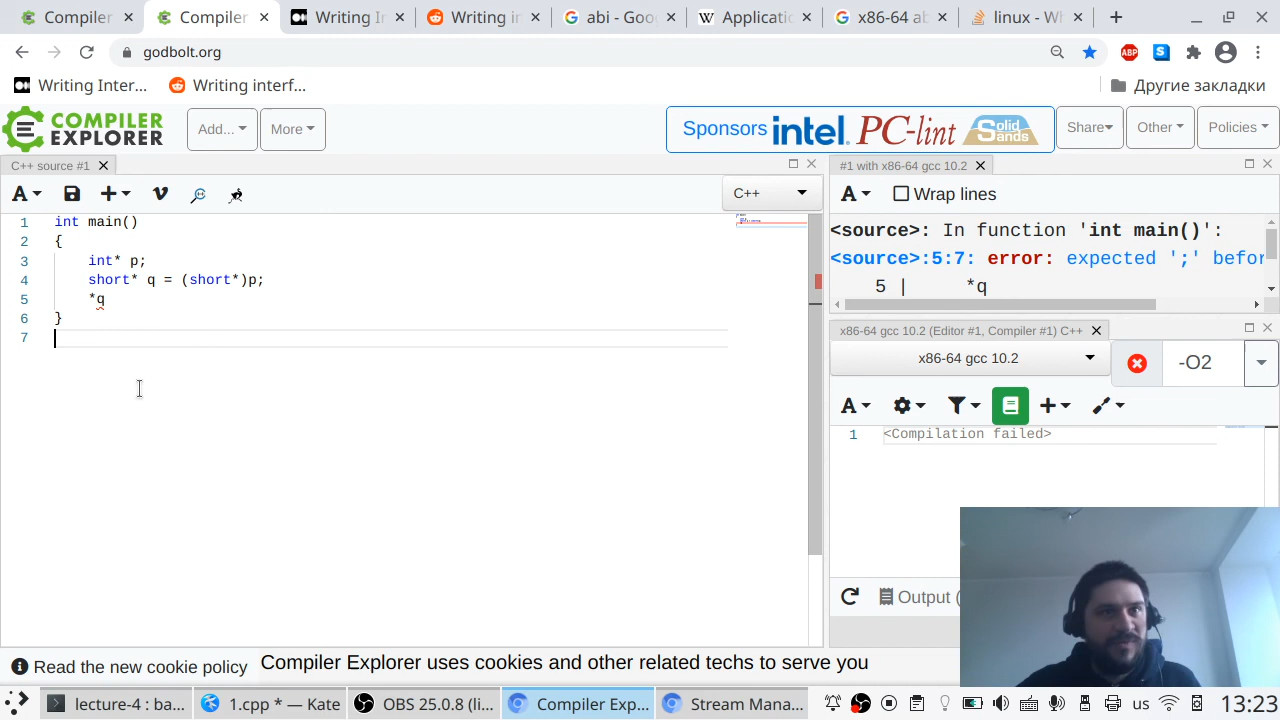 Compiler
Compiler
Writing I
Writing in
abi - Goo
Applicatio
x86-64 ab
linux - Wh
godbolt.org
ABP
S
Writing Inter...
Writing interf...
Другие закладки
COMPILER
EXPLORER
Add...
More
Sponsors intel. PC-lint Solid Sands
Share
Other
Policies
C++ source #1
#1 with x86-64 gcc 10.2
A
C++
A
Wrap lines
1 int main()
2 {
3 int* p;
4 short* q = (short*)p;
5 *q
6 }
7
<source>: In function 'int main()':
<source>:5:7: error: expected ';' befor
5 | *q
x86-64 gcc 10.2 (Editor #1, Compiler #1) C++
x86-64 gcc 10.2
-O2
A
1 <Compilation failed>
Output (
Read the new cookie policy
Compiler Explorer uses cookies and other related techs to serve you
lecture-4 : ba...
1.cpp * — Kate
OBS 25.0.8 (li...
Compiler Exp...
Stream Mana...
us
13:23